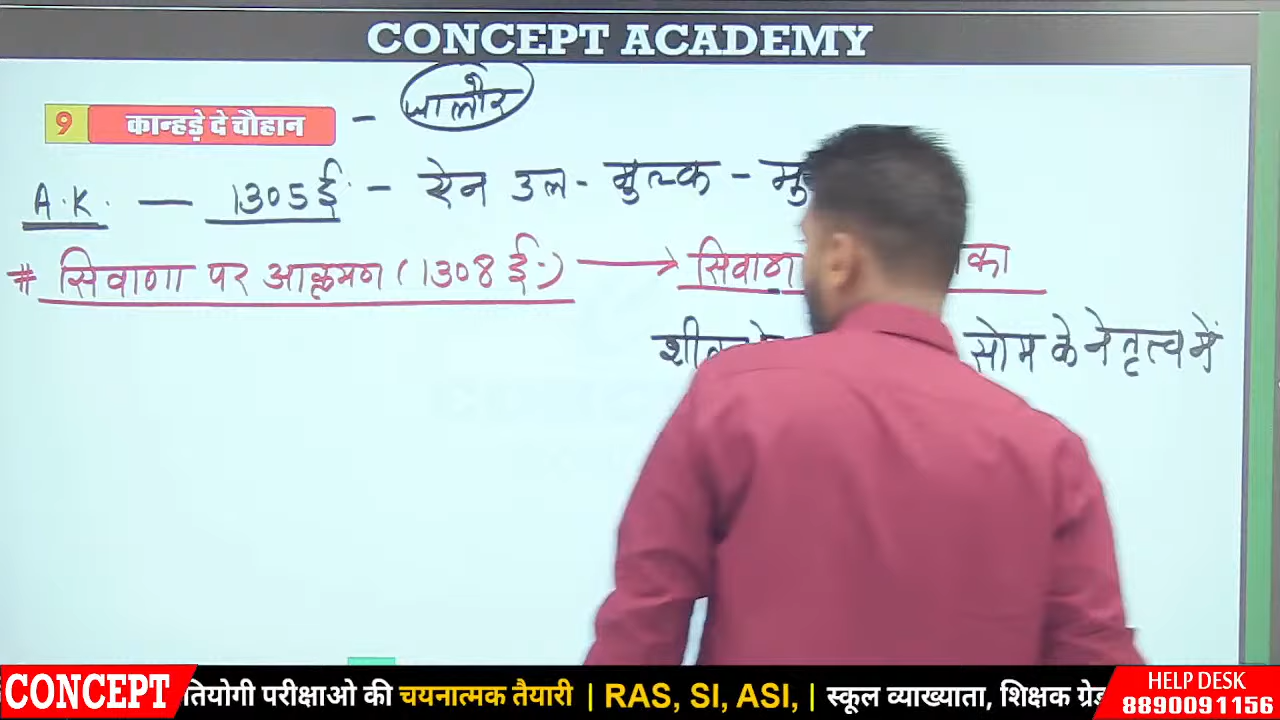 CONCEPT ACADEMY
9 कान्हड़े दे चौहान - जालौर
A.K. — 1305ई. - ऐन उल-मुल्क -
# सिवाणा पर आक्रमण (1308 ई.) →
सोम के नेतृत्व में
CONCEPT तियोगी परीक्षाओ की चयनात्मक तैयारी | RAS, SI, ASI, | स्कूल व्याख्याता, शिक्षक ग्रेड HELP DESK
8890091156